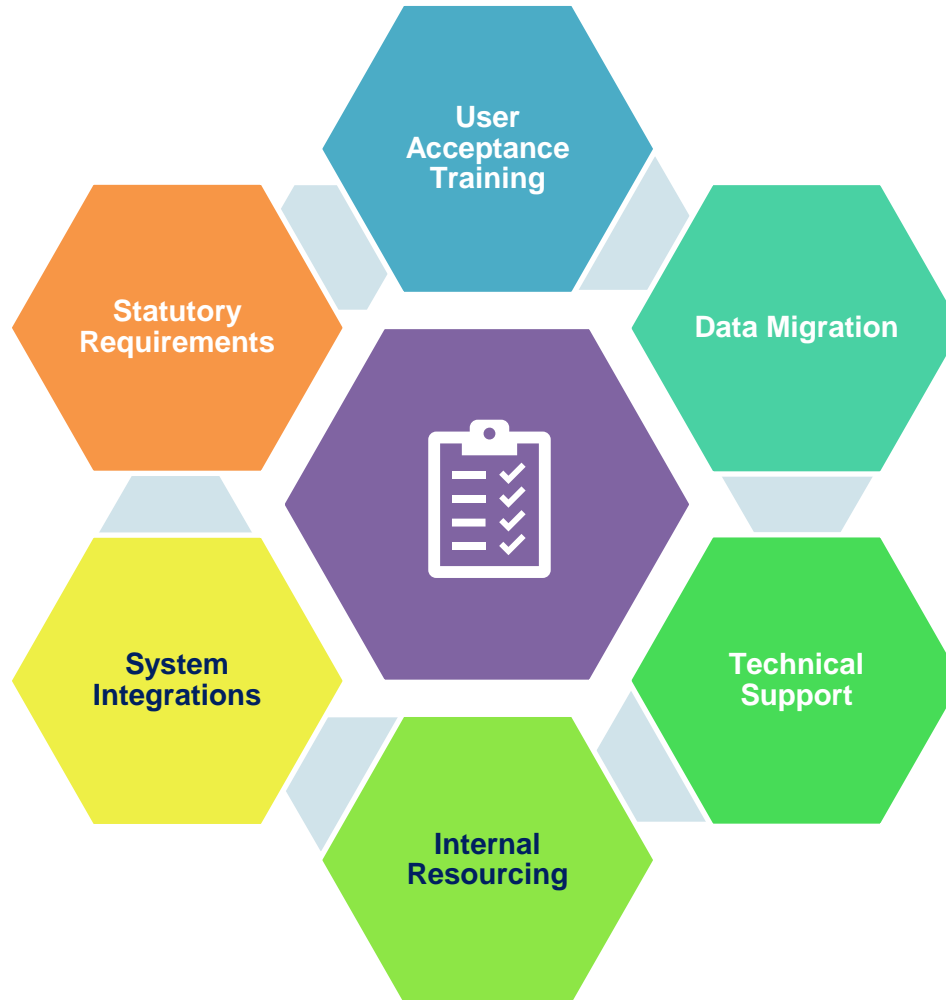 User
Acceptance
Training
Statutory
Requirements
Data Migration
System
Integrations
Technical
Support
Internal
Resourcing